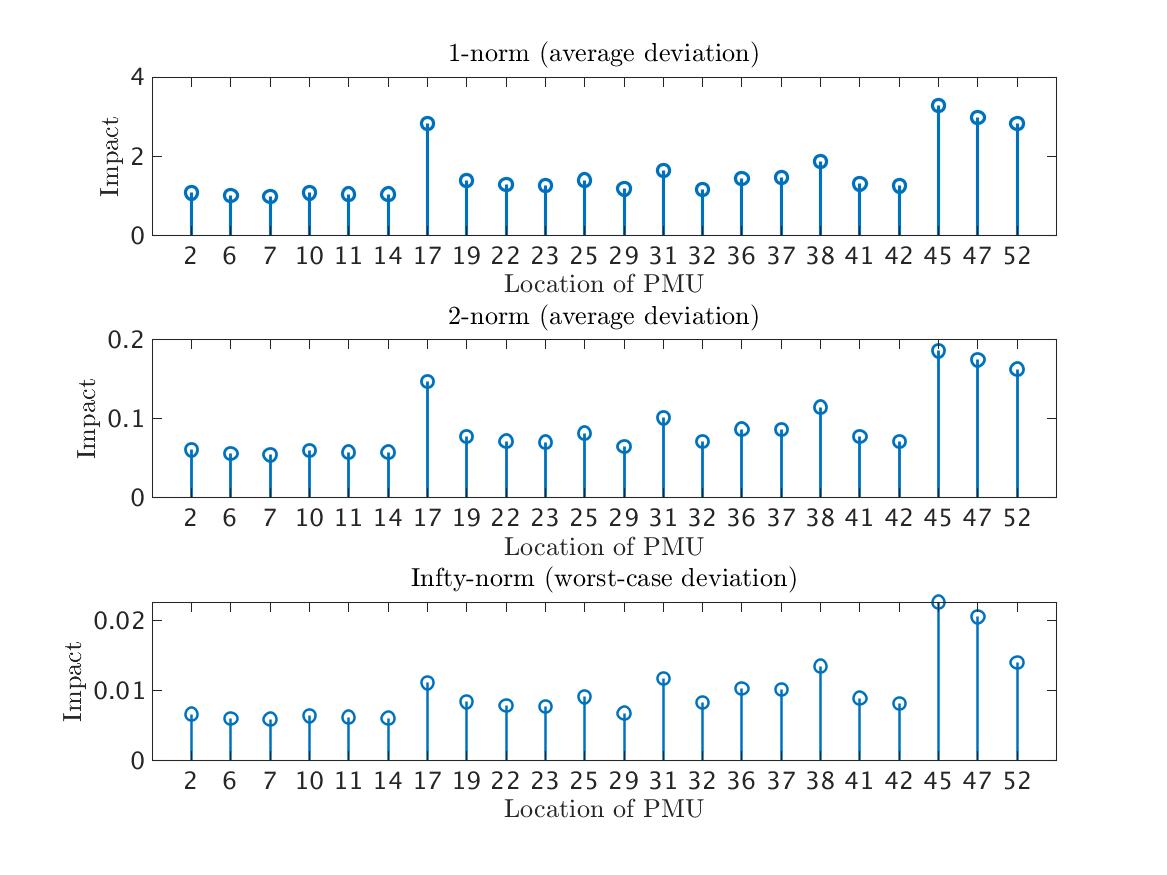 1-norm (average deviation)
4
2
0
Impact
2 6 7 10 11 14 17 19 22 23 25 29 31 32 36 37 38 41 42 45 47 52
Location of PMU
2-norm (average deviation)
0.2
0.1
0
Impact
2 6 7 10 11 14 17 19 22 23 25 29 31 32 36 37 38 41 42 45 47 52
Location of PMU
Infty-norm (worst-case deviation)
0.02
0.01
0
Impact
2 6 7 10 11 14 17 19 22 23 25 29 31 32 36 37 38 41 42 45 47 52
Location of PMU